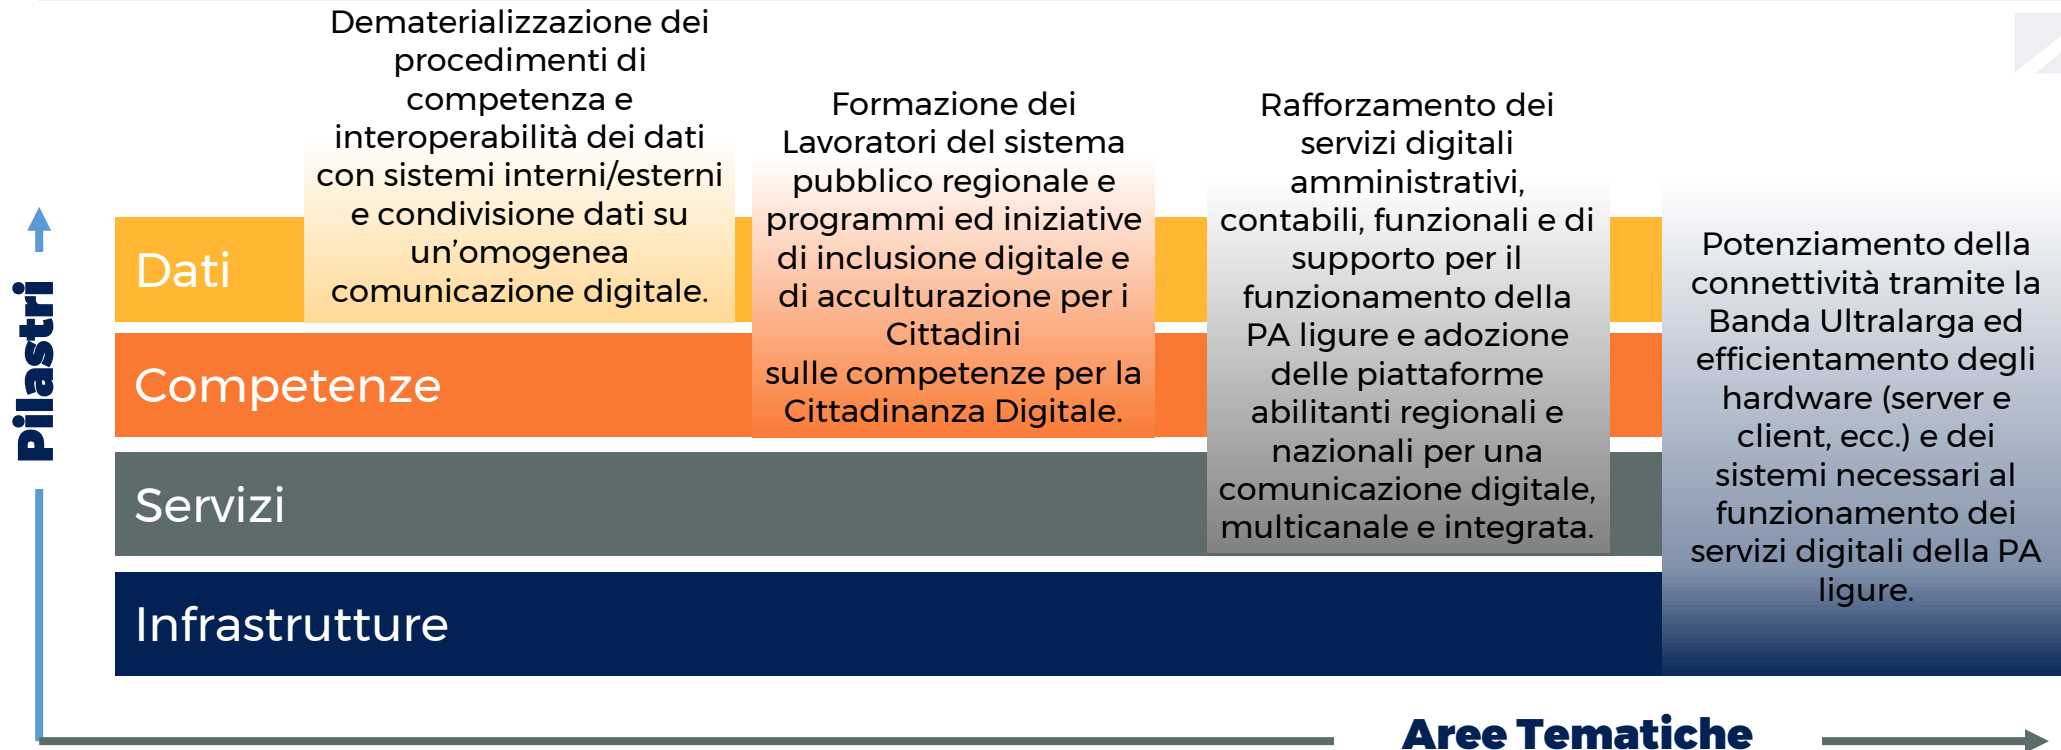 Dematerializzazione dei
procedimenti di
competenza e
interoperabilità dei dati
con sistemi interni/esterni
e condivisione dati su
un’omogenea
comunicazione digitale.
Formazione dei
Lavoratori del sistema
pubblico regionale e
programmi ed iniziative
di inclusione digitale e
di acculturazione per i
Cittadini
sulle competenze per la
Cittadinanza Digitale.
Rafforzamento dei
servizi digitali
amministrativi,
contabili, funzionali e di
supporto per il
funzionamento della
PA ligure e adozione
delle piattaforme
abilitanti regionali e
nazionali per una
comunicazione digitale,
multicanale e integrata.
Potenziamento della
connettività tramite la
Banda Ultralarga ed
efficientamento degli
hardware (server e
client, ecc.) e dei
sistemi necessari al
funzionamento dei
servizi digitali della PA
ligure.
Pilastri
Dati
Competenze
Servizi
Infrastrutture
Aree Tematiche